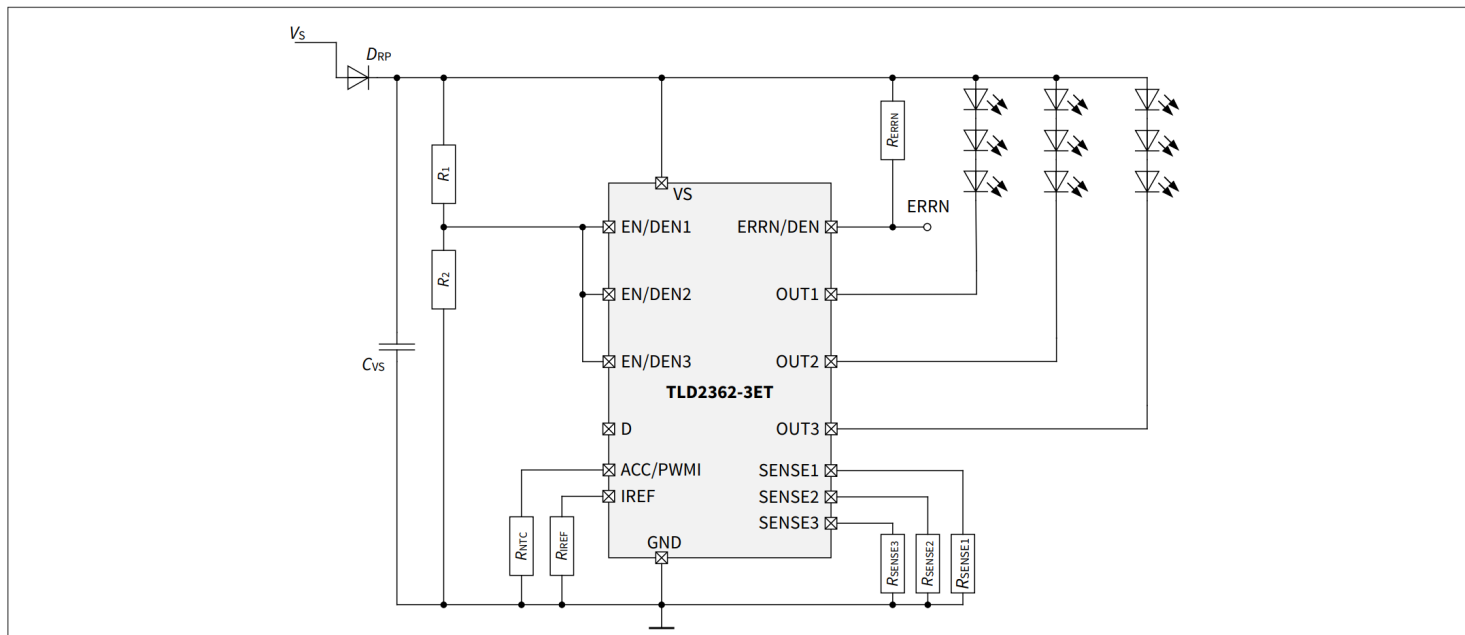 VS
DRP
RERRN
R1
VS
ERRN
EN/DEN1
ERRN/DEN
R2
EN/DEN2
OUT1
CVS
EN/DEN3
OUT2
TLD2362-3ET
D
OUT3
ACC/PWMI
SENSE1
IREF
SENSE2
SENSE3
GND
RNTC
RIREF
RSENSE3
RSENSE2
RSENSE1